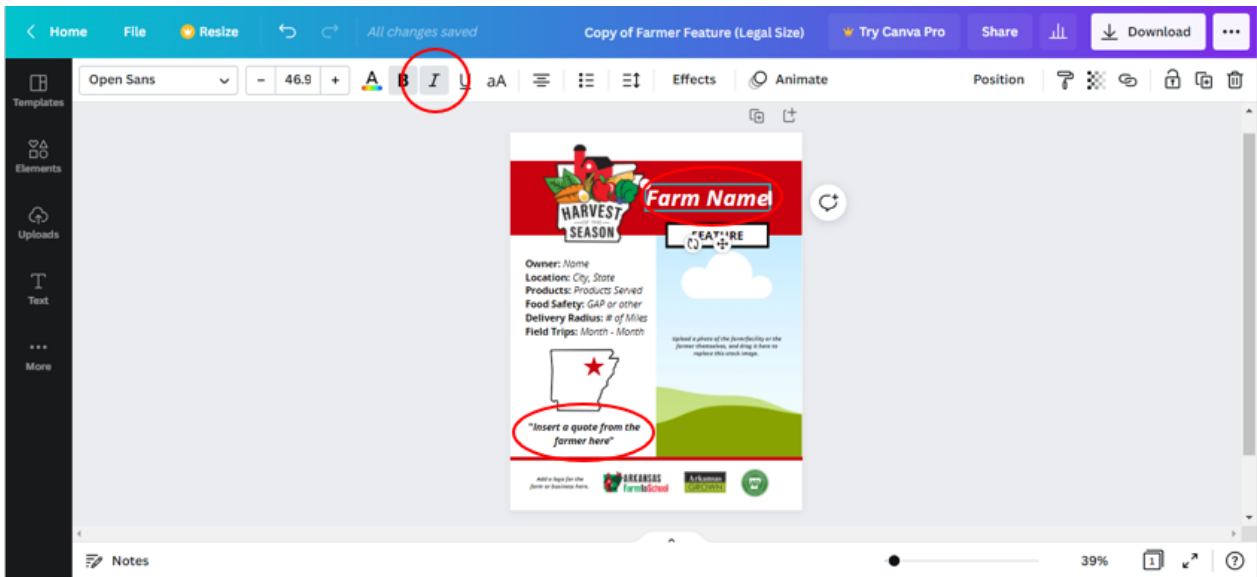 Home File Resize All changes saved Copy of Farmer Feature (Legal Size) Try Canva Pro Share Download
Open Sans - 46.9 + A B I U aA Effects Animate Position
Templates
Elements
Uploads
Text
More
HARVEST
OF THE
SEASON
Farm Name
FEATURE
Owner: Name
Location: City, State
Products: Products Served
Food Safety: GAP or other
Delivery Radius: # of Miles
Field Trips: Month - Month
Upload a photo of the farm/facility or the
farmer themselves, and drag it here to
replace this stock image.
"Insert a quote from the
farmer here"
Add a logo for the
farm or business here.
ARKANSAS
FarmtoSchool
Arkansas
GROWN
Notes 39% 1 ?